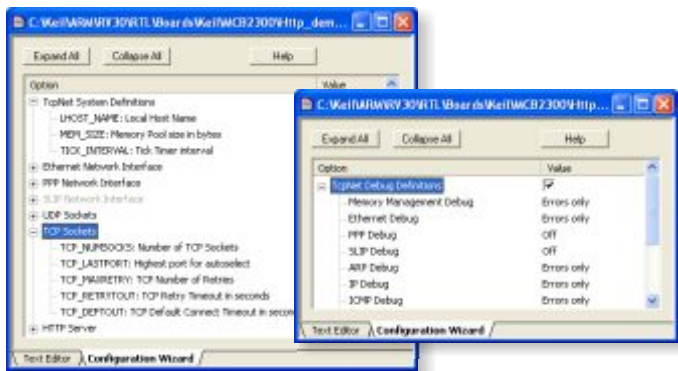 C:\Keil\ARM\RV30\RTL\Boards\Keil\MCB2300\Http_dem...
Expand All Collapse All Help
Option Value
TcpNet System Definitions
LHOST_NAME: Local Host Name
MEM_SIZE: Memory Pool size in bytes
TICK_INTERVAL: Tick Timer interval
Ethernet Network Interface
PPP Network Interface
SLIP Network Interface
UDP Sockets
TCP Sockets
TCP_NUMSOCKS: Number of TCP Sockets
TCP_LASTPORT: Highest port for autoselect
TCP_MAXRETRY: TCP Number of Retries
TCP_RETRYTOUT: TCP Retry Timeout in seconds
TCP_DEFTOUT: TCP Default Connect Timeout in secon
HTTP Server
Text Editor Configuration Wizard
C:\Keil\ARM\RV30\RTL\Boards\Keil\MCB2300\Http...
Expand All Collapse All Help
Option Value
TcpNet Debug Definitions
Memory Management Debug Errors only
Ethernet Debug Errors only
PPP Debug Off
SLIP Debug Off
ARP Debug Errors only
IP Debug Errors only
ICMP Debug Errors only
Text Editor Configuration Wizard